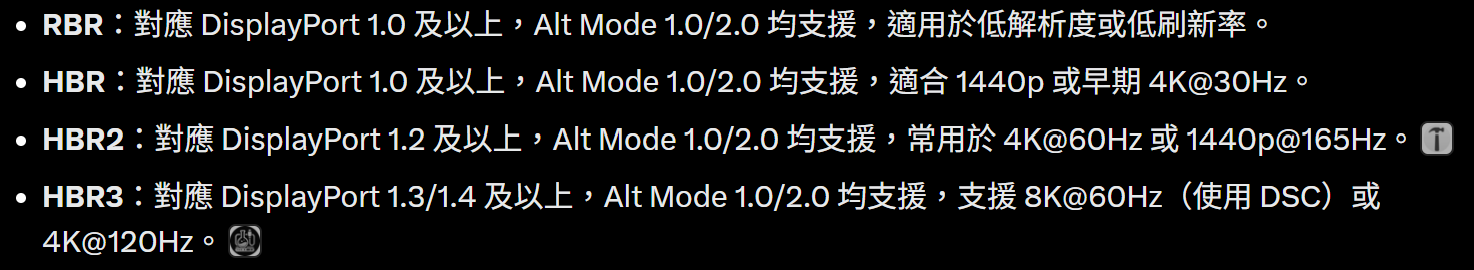 • RBR：對應 DisplayPort 1.0 及以上，Alt Mode 1.0/2.0 均支援，適用於低解析度或低刷新率。
• HBR：對應 DisplayPort 1.0 及以上，Alt Mode 1.0/2.0 均支援，適合 1440p 或早期 4K@30Hz。
• HBR2：對應 DisplayPort 1.2 及以上，Alt Mode 1.0/2.0 均支援，常用於 4K@60Hz 或 1440p@165Hz。
• HBR3：對應 DisplayPort 1.3/1.4 及以上，Alt Mode 1.0/2.0 均支援，支援 8K@60Hz（使用 DSC）或
4K@120Hz。